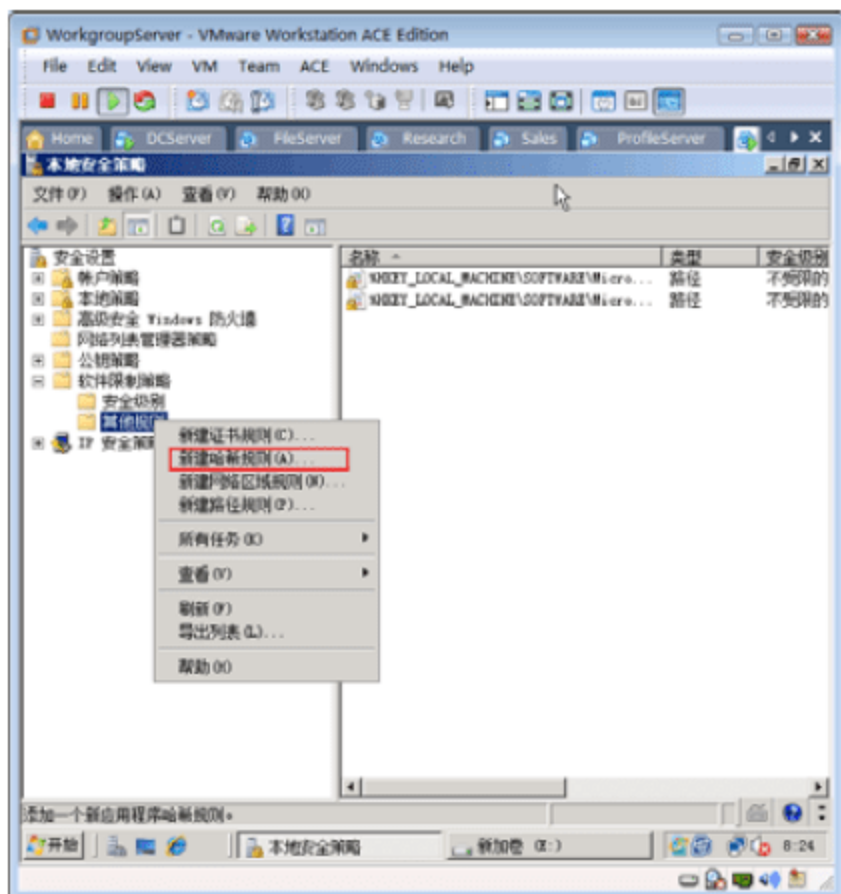 WorkgroupServer - VMware Workstation ACE Edition
File Edit View VM Team ACE Windows Help
Home DCServer FileServer Research Sales ProfileServer
本地安全策略
文件(F) 操作(A) 查看(V) 帮助(H)
安全设置
帐户策略
本地策略
高级安全 Windows 防火墙
网络列表管理器策略
公钥策略
软件限制策略
安全级别
其他规则
IP 安全策略
名称 类型 安全级别
%HKEY_LOCAL_MACHINE\SOFTWARE\Micro... 路径 不受限的
%HKEY_LOCAL_MACHINE\SOFTWARE\Micro... 路径 不受限的
新建证书规则(C)...
新建哈希规则(A)...
新建网络区域规则(N)...
新建路径规则(P)...
所有任务(K)
查看(V)
刷新(F)
导出列表(L)...
帮助(H)
添加一个新应用程序哈希规则。
开始 本地安全策略 新加卷 (E:) 8:24